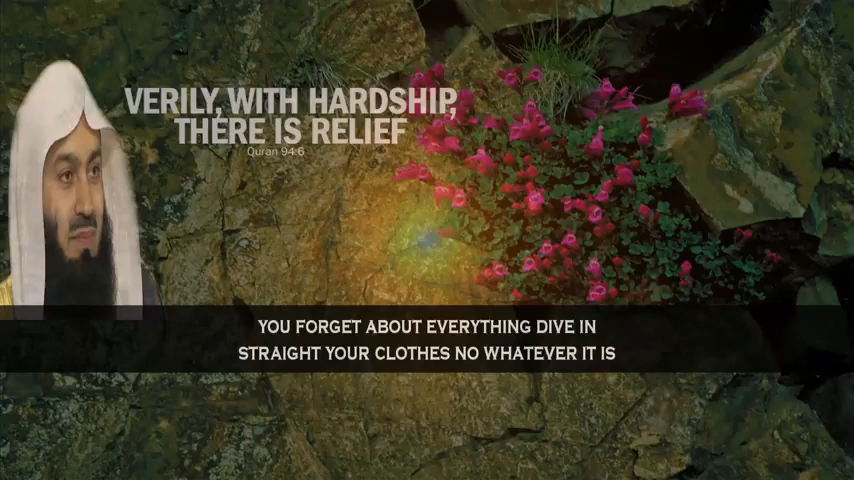 VERILY, WITH HARDSHIP,
THERE IS RELIEF
Quran 94:6
YOU FORGET ABOUT EVERYTHING DIVE IN
STRAIGHT YOUR CLOTHES NO WHATEVER IT IS